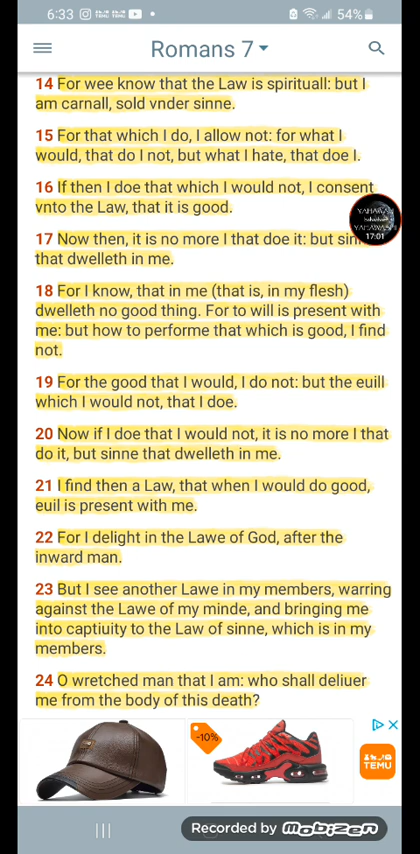 6:33 54%
Romans 7
14 For wee know that the Law is spirituall: but I
am carnall, sold vnder sinne.
15 For that which I do, I allow not: for what I
would, that do I not, but what I hate, that doe I.
16 If then I doe that which I would not, I consent
vnto the Law, that it is good.
YAHAWAH
YAHAWASHI
17:01
17 Now then, it is no more I that doe it: but
that dwelleth in me.
18 For I know, that in me (that is, in my flesh)
dwelleth no good thing. For to will is present with
me: but how to performe that which is good, I find
not.
19 For the good that I would, I do not: but the euill
which I would not, that I doe.
20 Now if I doe that I would not, it is no more I that
do it, but sinne that dwelleth in me.
21 I find then a Law, that when I would do good,
euil is present with me.
22 For I delight in the Lawe of God, after the
inward man.
23 But I see another Lawe in my members, warring
against the Lawe of my minde, and bringing me
into captiuity to the Law of sinne, which is in my
members.
24 O wretched man that I am: who shall deliuer
me from the body of this death?
-10%
TEMU
Recorded by mobizen